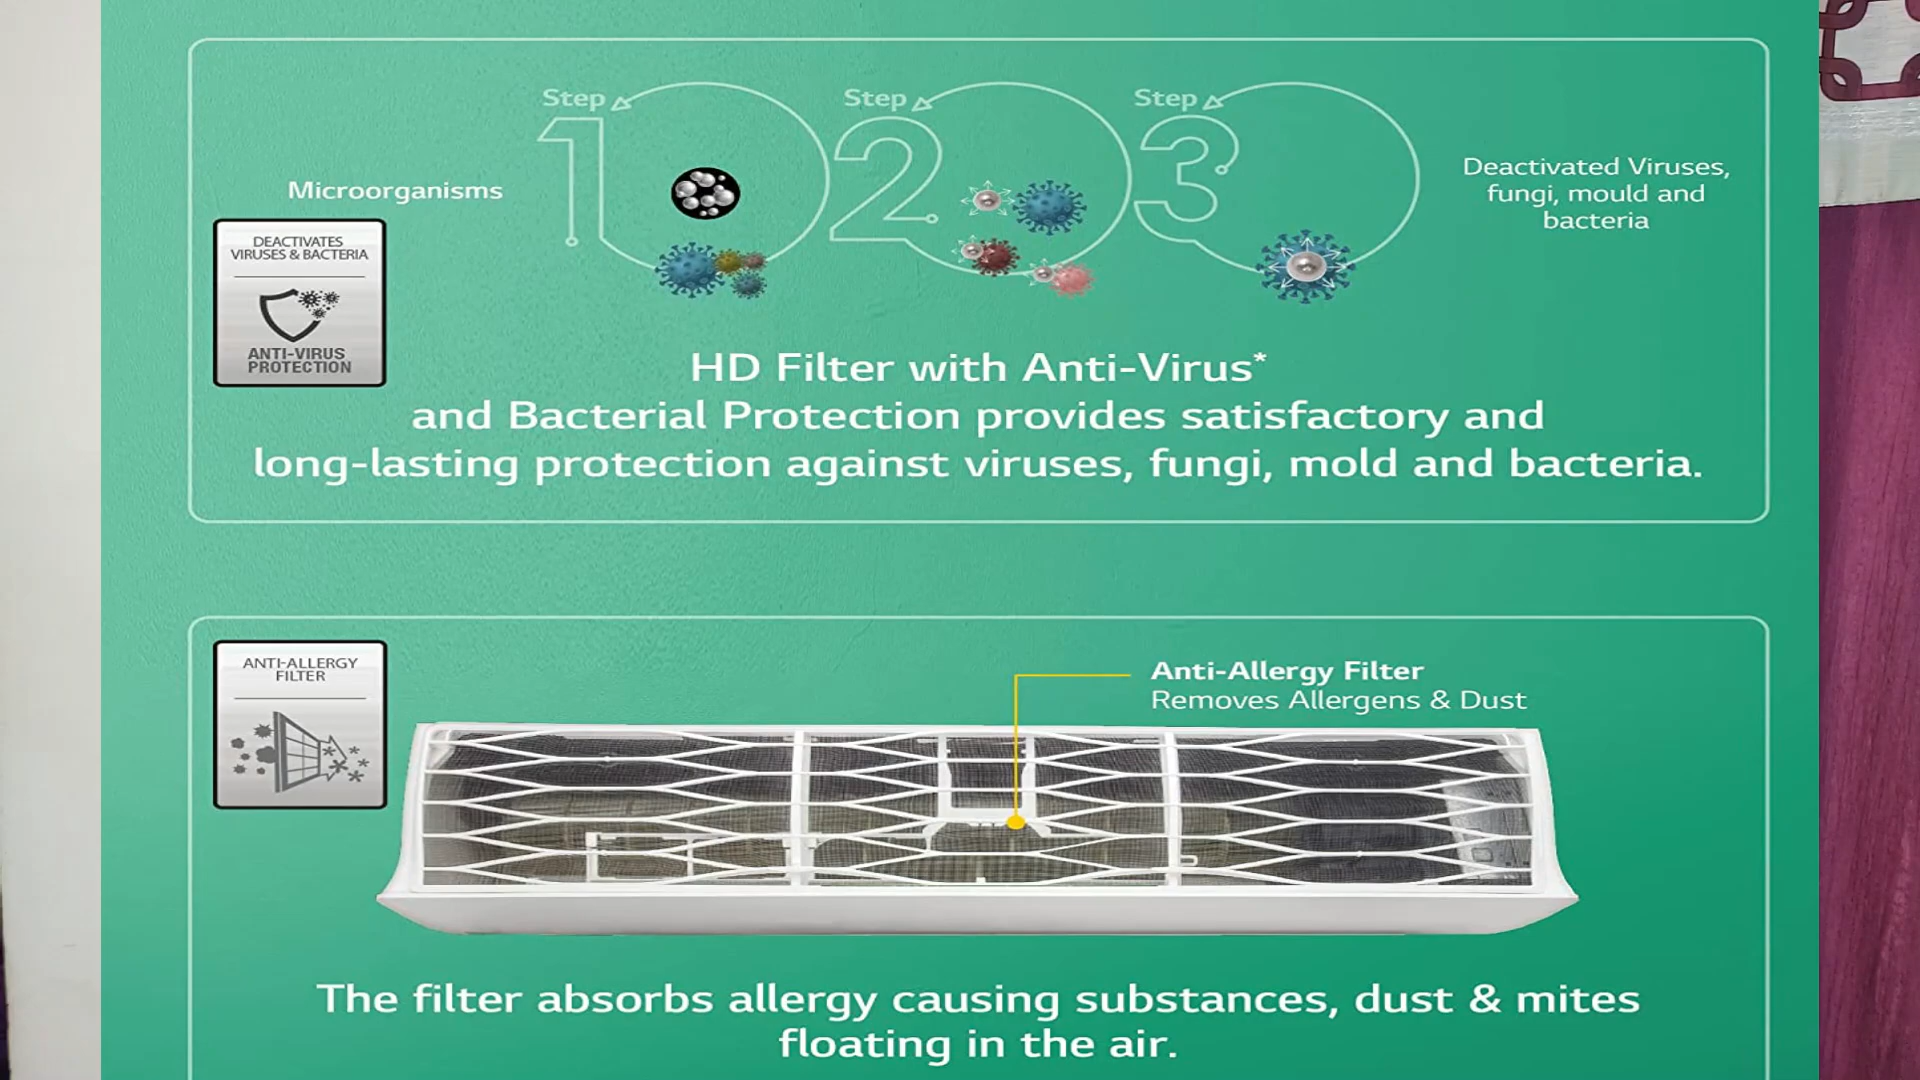 Step
1
Step
2
Step
3
Microorganisms
Deactivated Viruses,
fungi, mould and
bacteria
DEACTIVATES
VIRUSES & BACTERIA
ANTI-VIRUS
PROTECTION
HD Filter with Anti-Virus*
and Bacterial Protection provides satisfactory and
long-lasting protection against viruses, fungi, mold and bacteria.
ANTI-ALLERGY
FILTER
Anti-Allergy Filter
Removes Allergens & Dust
The filter absorbs allergy causing substances, dust & mites
floating in the air.